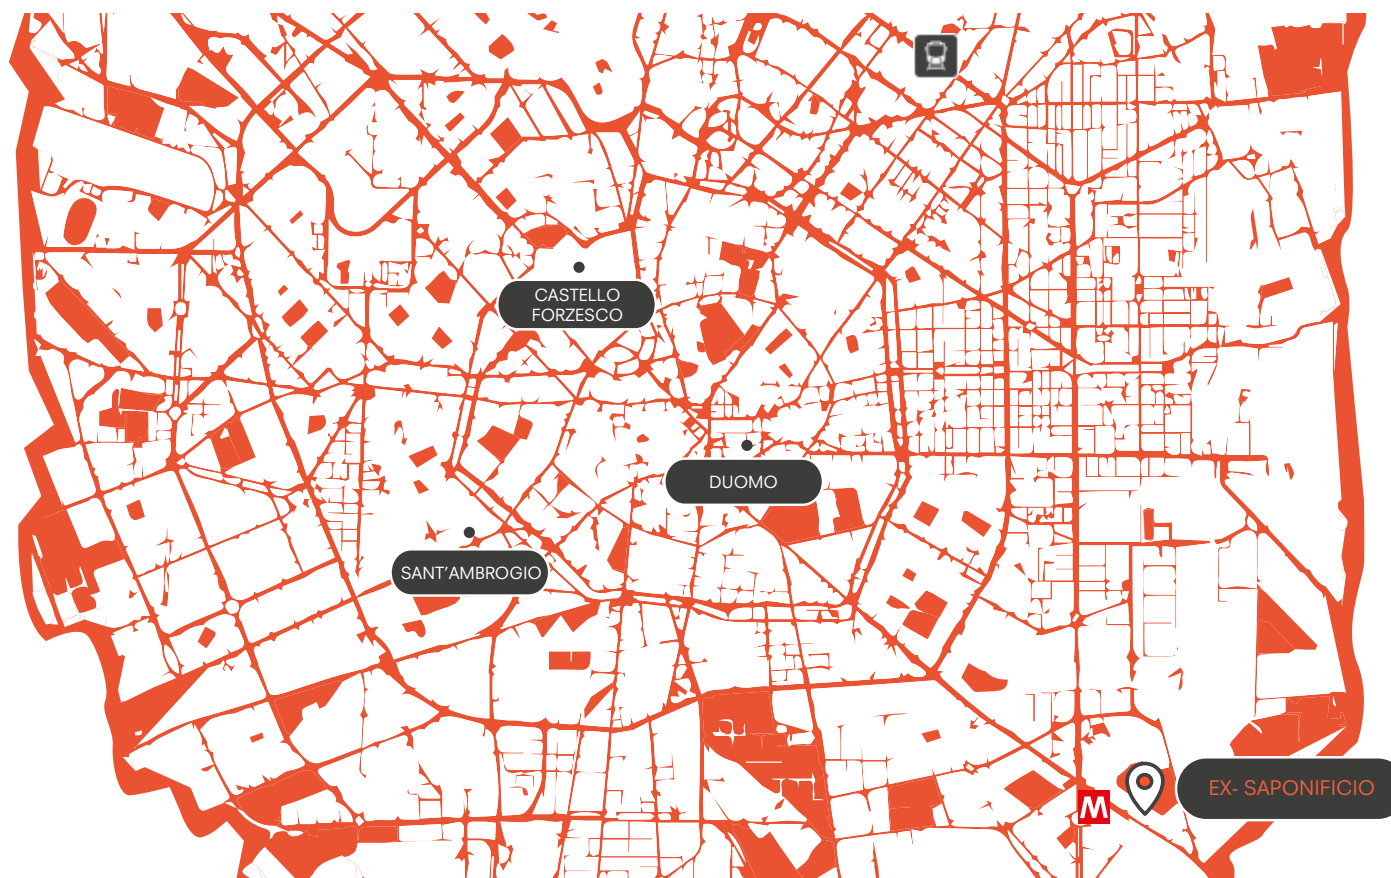 CASTELLO
FORZESCO
DUOMO
SANT'AMBROGIO
M
EX- SAPONIFICIO